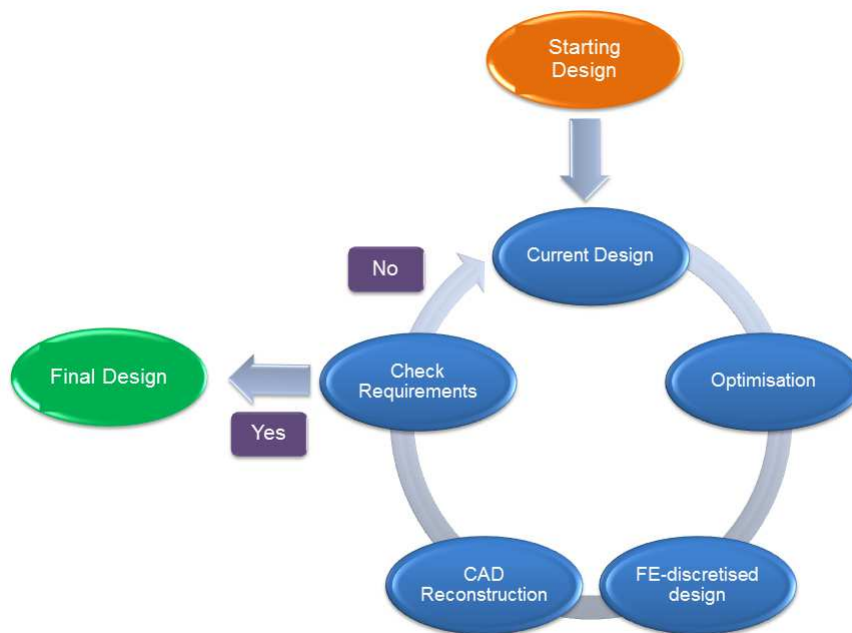 Starting
Design
Current Design
No
Optimisation
Check
Requirements
Final Design
Yes
FE-discretised
design
CAD
Reconstruction